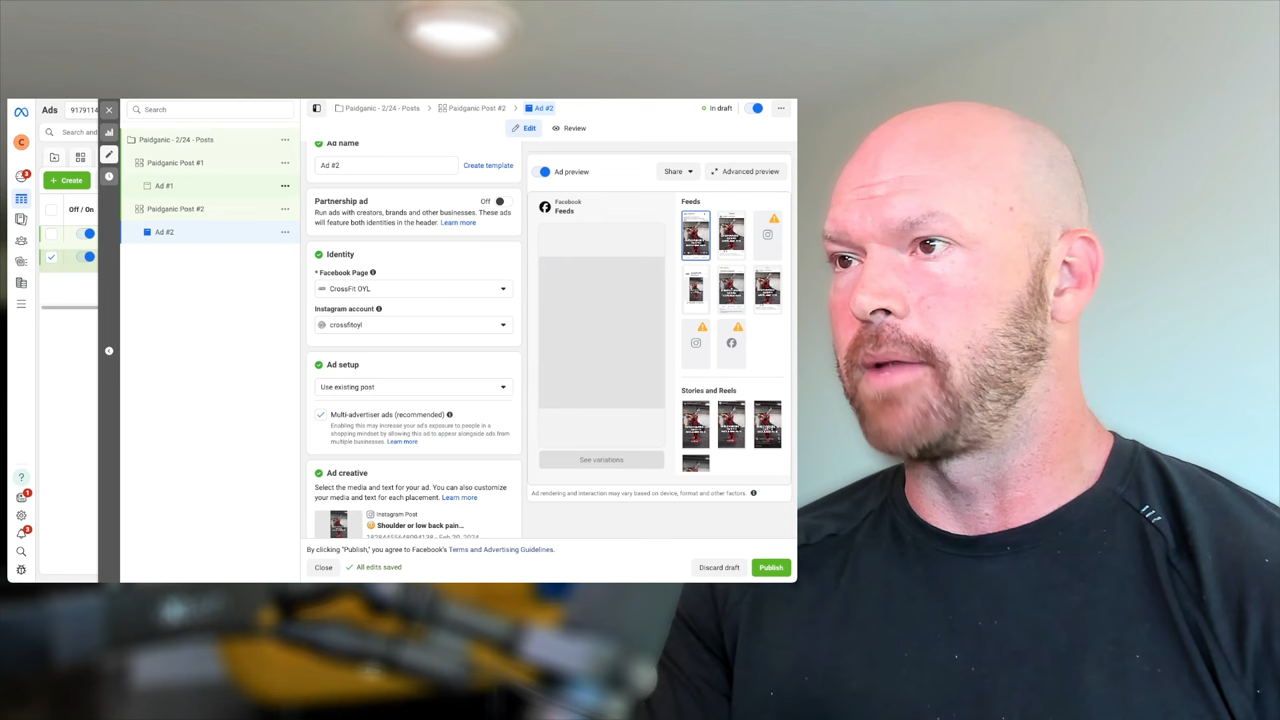 Ads
9179114
Search and
+ Create
Off / On
Search
Paidganic - 2/24 - Posts
Paidganic Post #1
Ad #1
Paidganic Post #2
Ad #2
Paidganic - 2/24 - Posts > Paidganic Post #2 > Ad #2
In draft
Edit
Review
Ad name
Ad #2
Create template
Partnership ad
Off
Run ads with creators, brands and other businesses. These ads
will feature both identities in the header. Learn more
Identity
* Facebook Page
CrossFit OYL
Instagram account
crossfitoyl
Ad setup
Use existing post
Multi-advertiser ads (recommended)
Enabling this may increase your ad's exposure to people in a
shopping mindset by allowing this ad to appear alongside ads from
multiple businesses. Learn more
Ad creative
Select the media and text for your ad. You can also customize
your media and text for each placement. Learn more
Instagram Post
Shoulder or low back pain...
Ad preview
Share
Advanced preview
Facebook
Feeds
See variations
Feeds
Stories and Reels
Ad rendering and interaction may vary based on device, format and other factors.
By clicking "Publish," you agree to Facebook's Terms and Advertising Guidelines.
Close
All edits saved
Discard draft
Publish